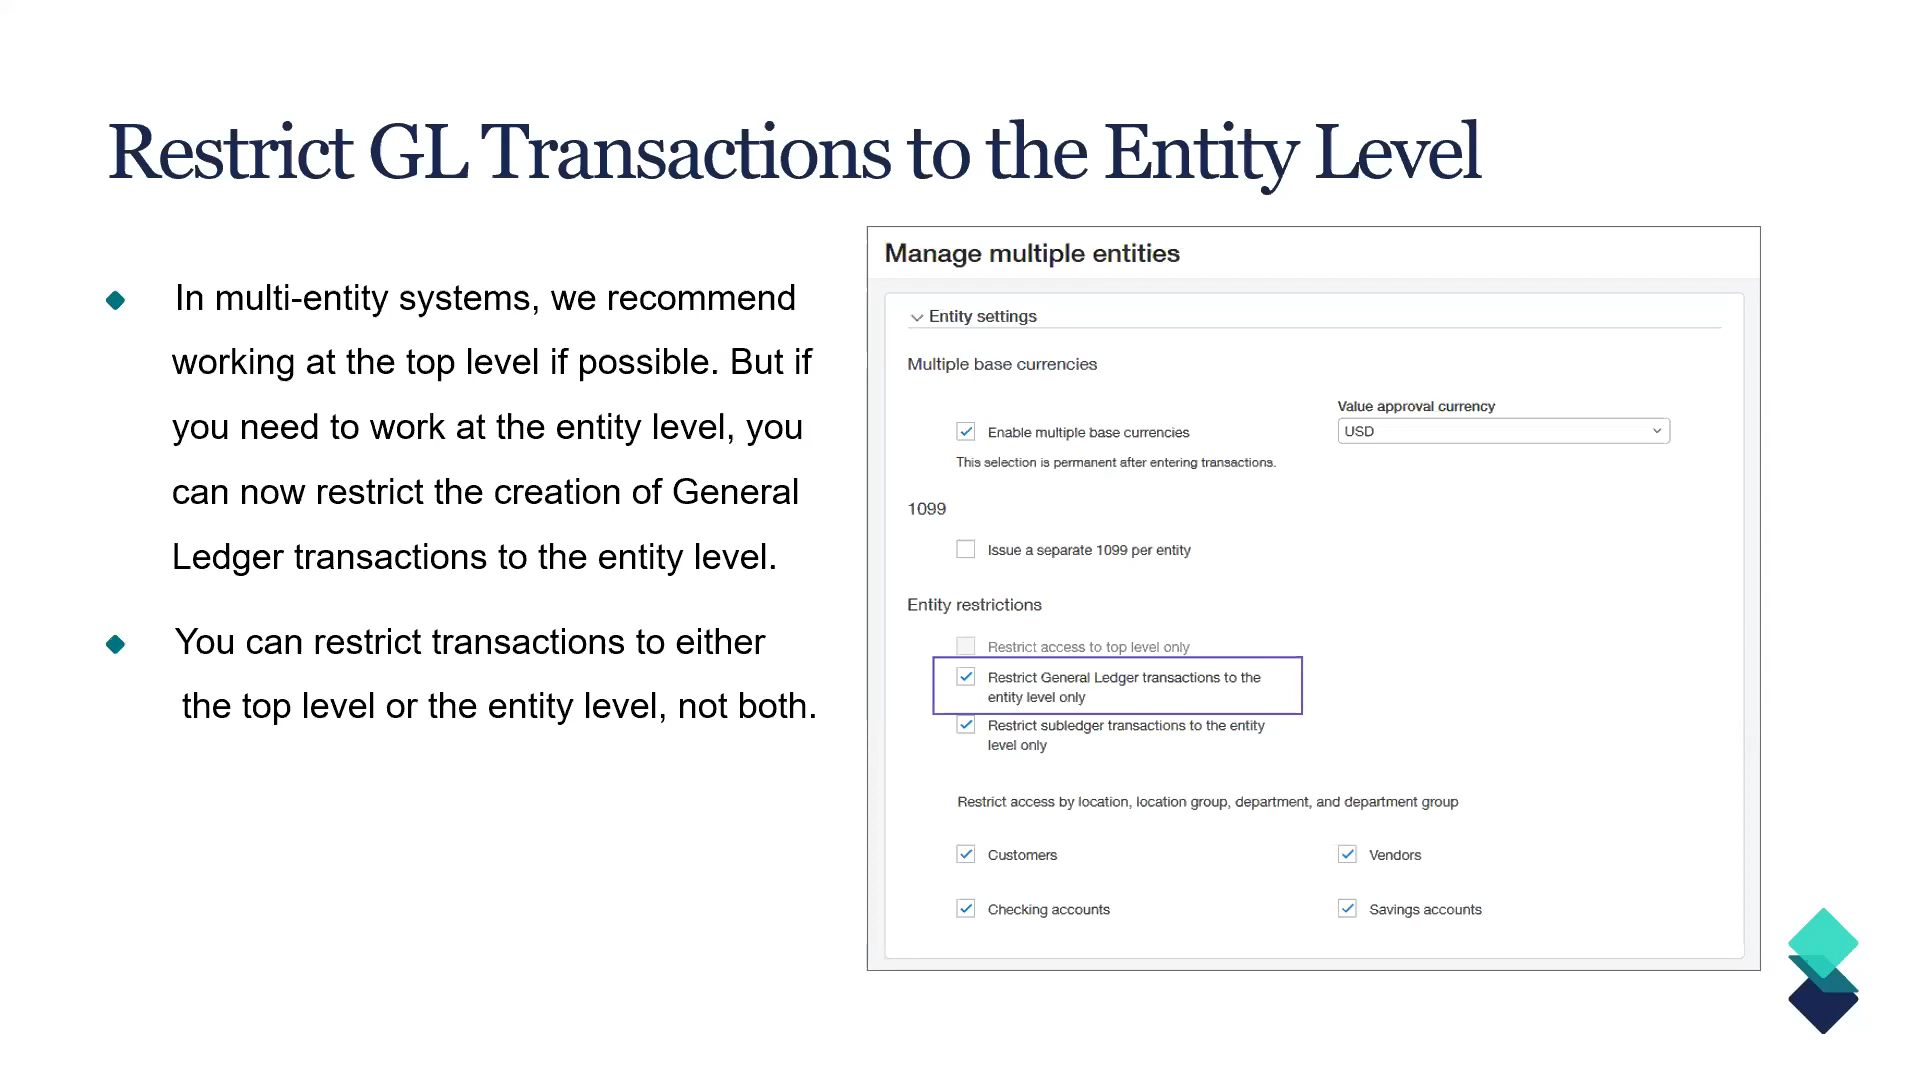 Restrict GL Transactions to the Entity Level
In multi-entity systems, we recommend
working at the top level if possible. But if
you need to work at the entity level, you
can now restrict the creation of General
Ledger transactions to the entity level.
You can restrict transactions to either
the top level or the entity level, not both.
Manage multiple entities
Entity settings
Multiple base currencies
Value approval currency
Enable multiple base currencies
USD
This selection is permanent after entering transactions.
1099
Issue a separate 1099 per entity
Entity restrictions
Restrict access to top level only
Restrict General Ledger transactions to the
entity level only
Restrict subledger transactions to the entity
level only
Restrict access by location, location group, department, and department group
Customers
Vendors
Checking accounts
Savings accounts